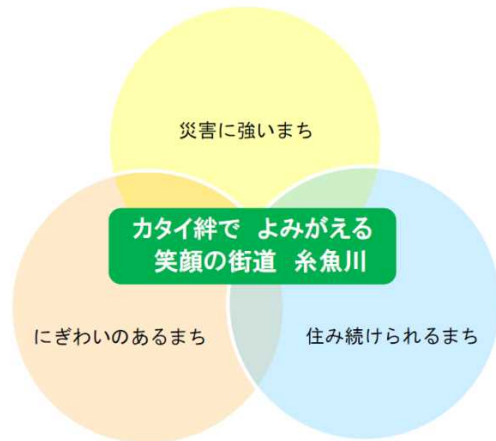 災害に強いまち
カタイ絆で よみがえる
笑顔の街道 糸魚川
にぎわいのあるまち
住み続けられるまち